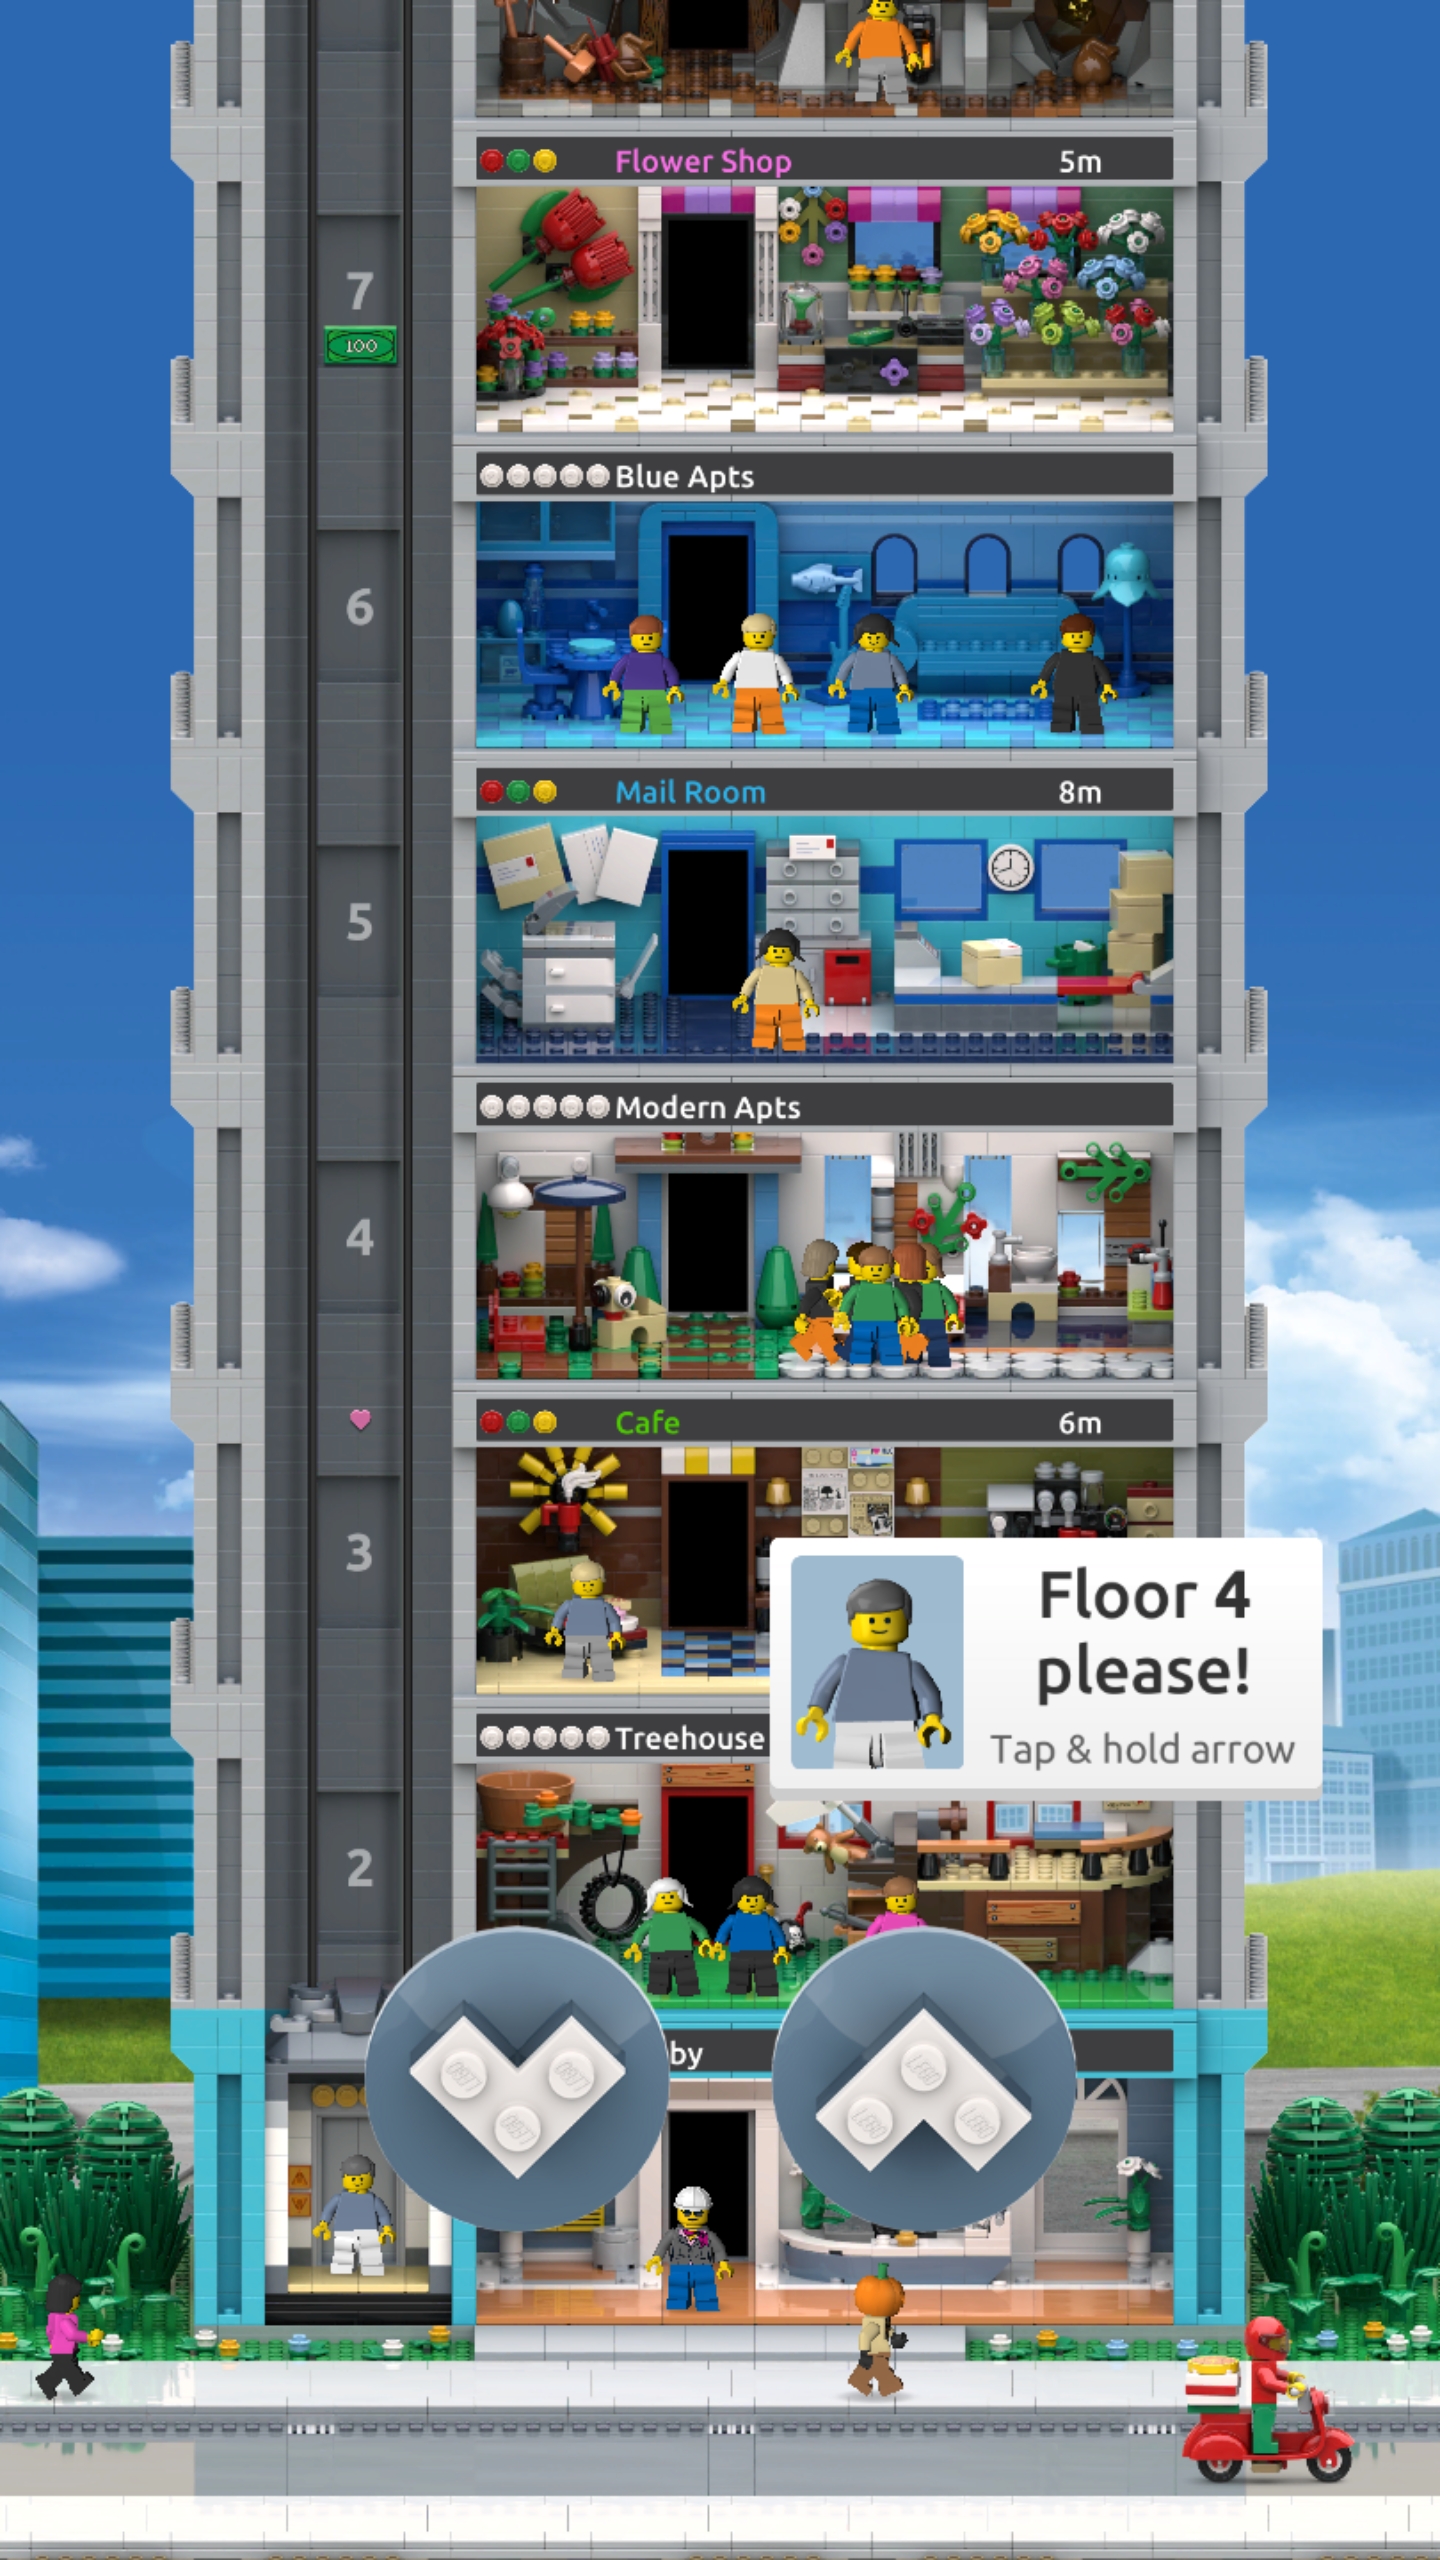 Flower Shop 5m
7
100
Blue Apts
6
Mail Room 8m
5
Modern Apts
4
Cafe 6m
3
Floor 4
please!
Tap & hold arrow
Treehouse
2
by